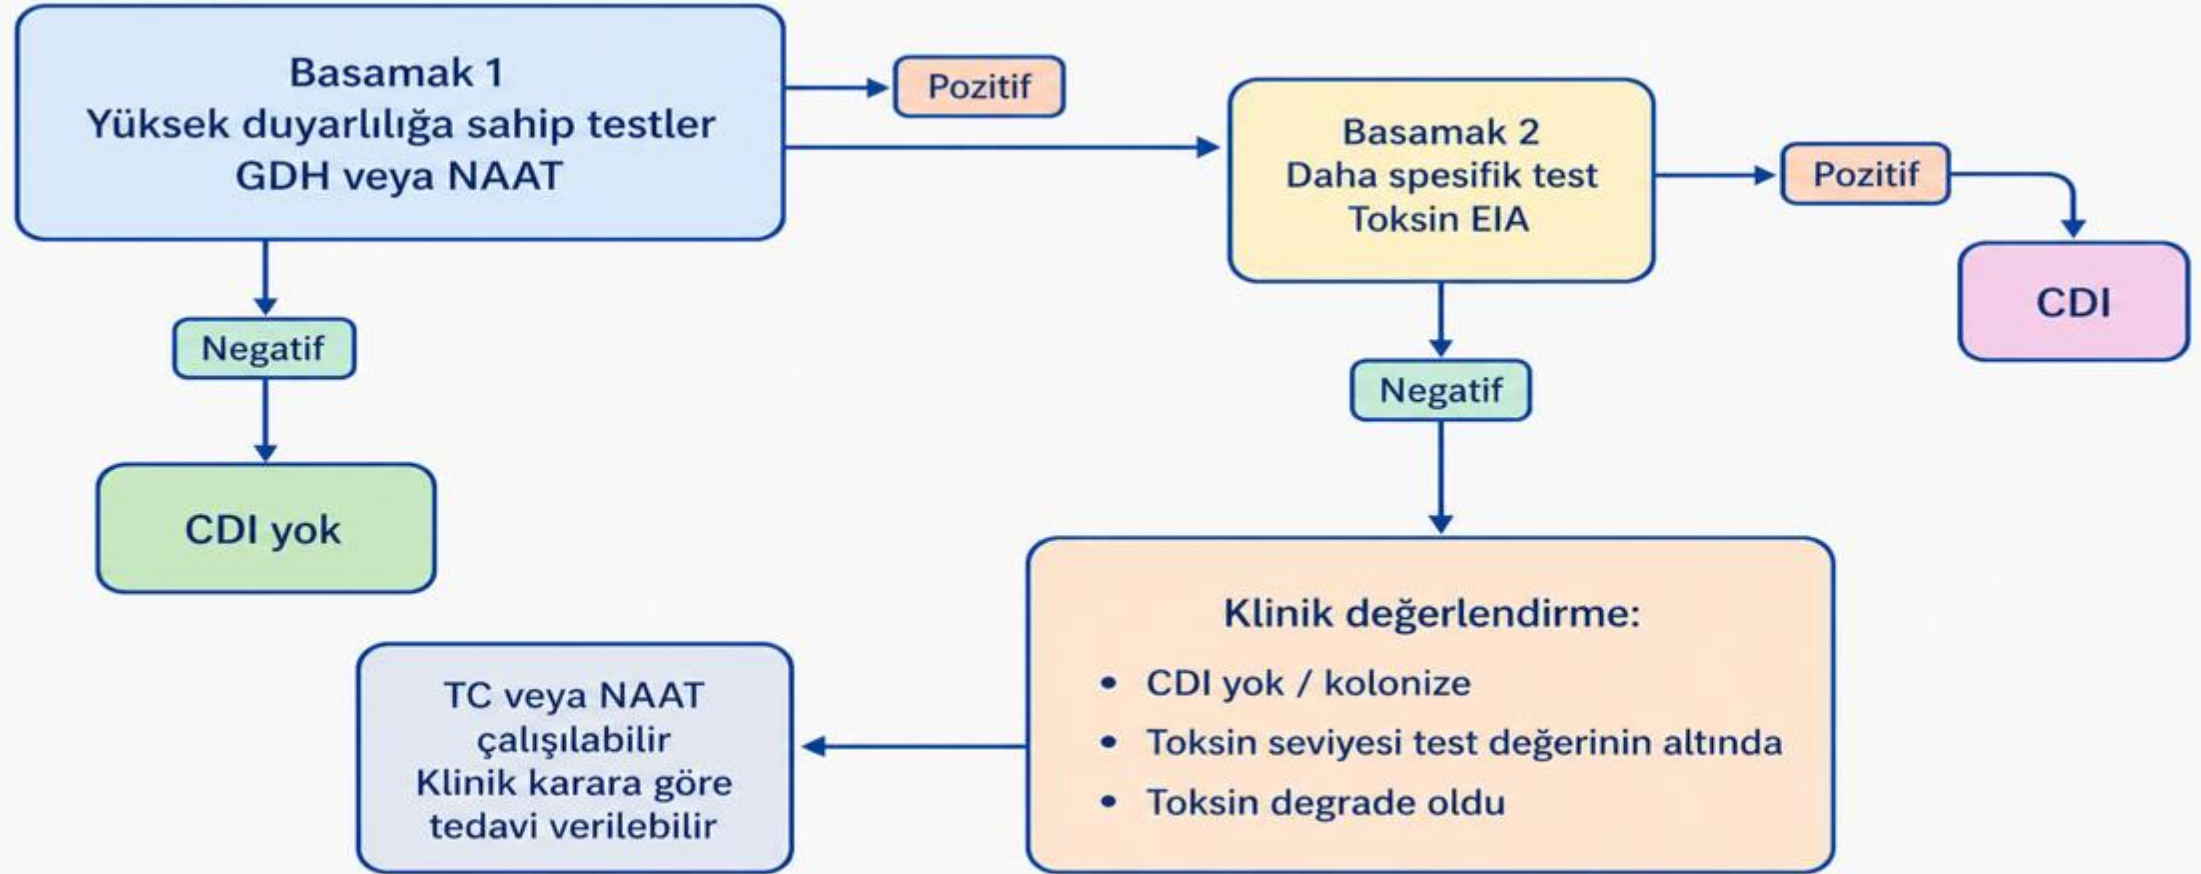 Basamak 1
Yüksek duyarlılığa sahip testler
GDH veya NAAT
Pozitif
Basamak 2
Daha spesifik test
Toksin EIA
Pozitif
CDI
Negatif
CDI yok
Negatif
Klinik değerlendirme:
• CDI yok / kolonize
• Toksin seviyesi test değerinin altında
• Toksin degrade oldu
TC veya NAAT
çalışılabilir
Klinik karara göre
tedavi verilebilir